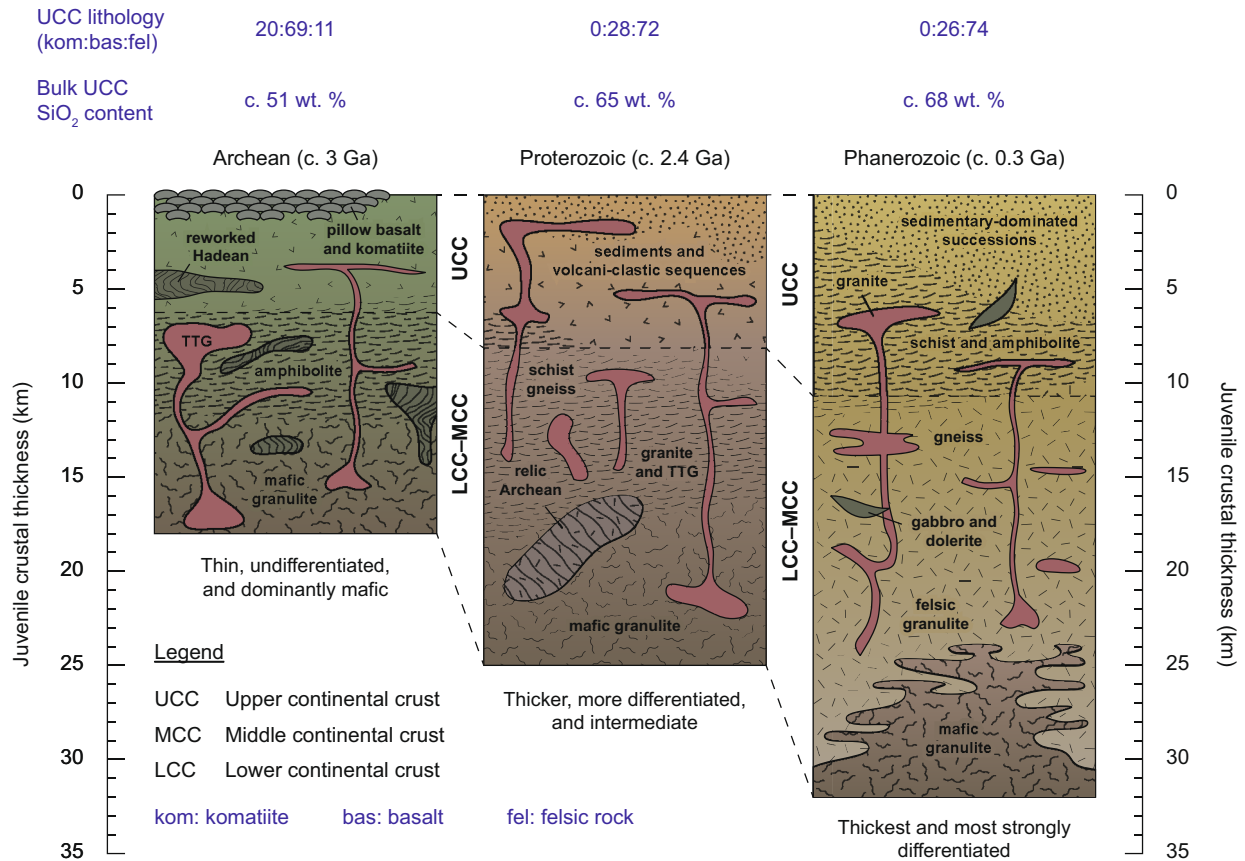 UCC lithology
(kom:bas:fel)
20:69:11
0:28:72
0:26:74
Bulk UCC
SiO₂ content
c. 51 wt. %
c. 65 wt. %
c. 68 wt. %
Archean (c. 3 Ga)
Proterozoic (c. 2.4 Ga)
Phanerozoic (c. 0.3 Ga)
Juvenile crustal thickness (km)
0
5
10
15
20
25
30
35
reworked
Hadean
pillow basalt
and komatiite
TTG
amphibolite
mafic
granulite
Thin, undifferentiated,
and dominantly mafic
UCC
LCC–MCC
sediments and
volcani-clastic sequences
schist
gneiss
relic
Archean
granite
and TTG
mafic granulite
Thicker, more differentiated,
and intermediate
UCC
LCC–MCC
sedimentary-dominated
successions
granite
schist and amphibolite
gneiss
gabbro and
dolerite
felsic
granulite
mafic
granulite
Thickest and most strongly
differentiated
0
5
10
15
20
25
30
35
Juvenile crustal thickness (km)
Legend
UCC Upper continental crust
MCC Middle continental crust
LCC Lower continental crust
kom: komatiite bas: basalt fel: felsic rock